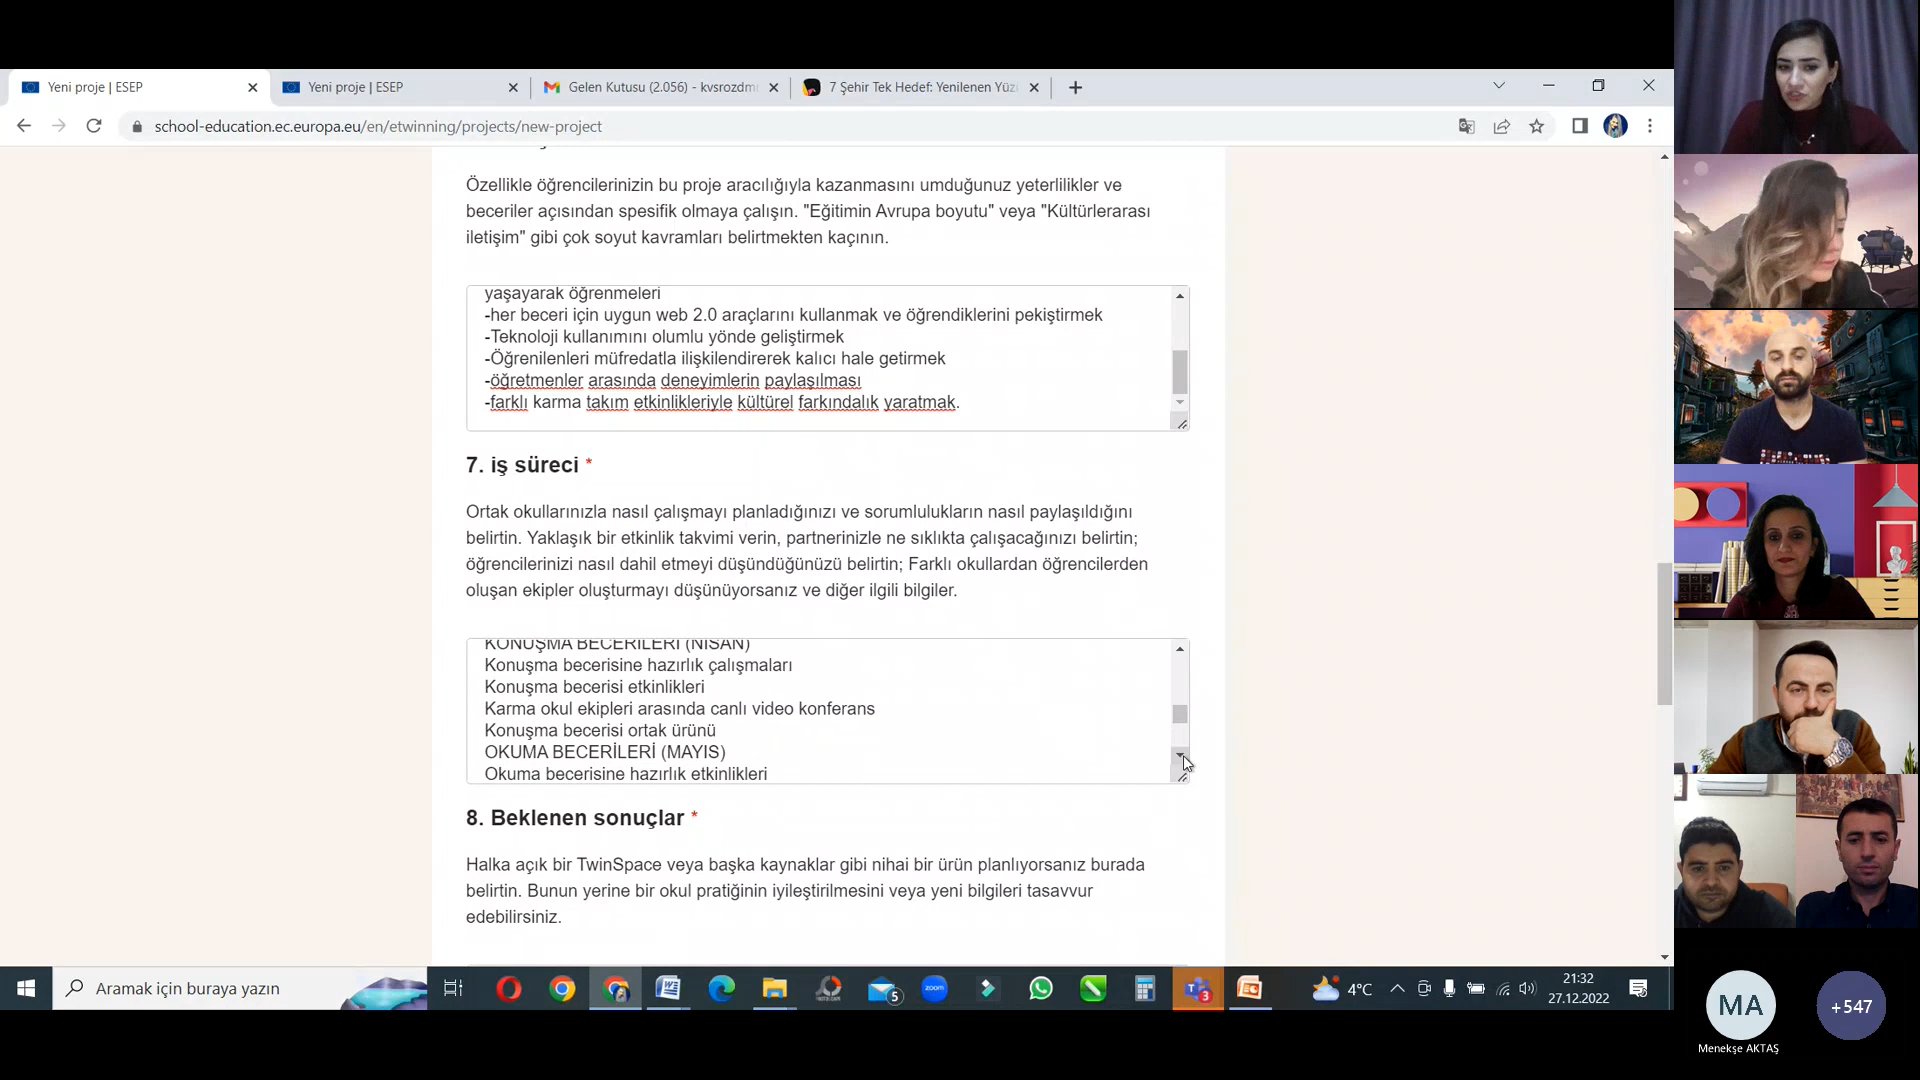 Yeni proje | ESEP
Yeni proje | ESEP
Gelen Kutusu (2.056) - kvsrozdm
7 Şehir Tek Hedef: Yenilenen Yüz
school-education.ec.europa.eu/en/etwinning/projects/new-project
Özellikle öğrencilerinizin bu proje aracılığıyla kazanmasını umduğunuz yeterlilikler ve
beceriler açısından spesifik olmaya çalışın. "Eğitimin Avrupa boyutu" veya "Kültürlerarası
iletişim" gibi çok soyut kavramları belirtmekten kaçının.
yaşayarak öğrenmeleri
-her beceri için uygun web 2.0 araçlarını kullanmak ve öğrendiklerini pekiştirmek
-Teknoloji kullanımını olumlu yönde geliştirmek
-Öğrenilenleri müfredatla ilişkilendirerek kalıcı hale getirmek
-öğretmenler arasında deneyimlerin paylaşılması
-farklı karma takım etkinlikleriyle kültürel farkındalık yaratmak.
7. iş süreci *
Ortak okullarınızla nasıl çalışmayı planladığınızı ve sorumlulukların nasıl paylaşıldığını
belirtin. Yaklaşık bir etkinlik takvimi verin, partnerinizle ne sıklıkta çalışacağınızı belirtin;
öğrencilerinizi nasıl dahil etmeyi düşündüğünüzü belirtin; Farklı okullardan öğrencilerden
oluşan ekipler oluşturmayı düşünüyorsanız ve diğer ilgili bilgiler.
KONUŞMA BECERİLERİ (NİSAN)
Konuşma becerisine hazırlık çalışmaları
Konuşma becerisi etkinlikleri
Karma okul ekipleri arasında canlı video konferans
Konuşma becerisi ortak ürünü
OKUMA BECERİLERİ (MAYIS)
Okuma becerisine hazırlık etkinlikleri
8. Beklenen sonuçlar *
Halka açık bir TwinSpace veya başka kaynaklar gibi nihai bir ürün planlıyorsanız burada
belirtin. Bunun yerine bir okul pratiğinin iyileştirilmesini veya yeni bilgileri tasavvur
edebilirsiniz.
Aramak için buraya yazın
5
zoom
3
4°C
21:32
27.12.2022
MA
Menekşe AKTAŞ
+547